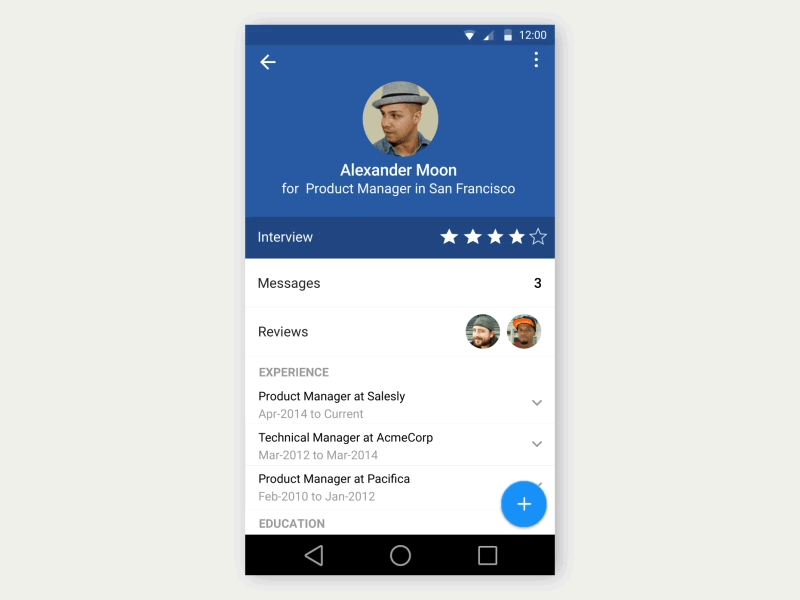 12:00
Alexander Moon
for Product Manager in San Francisco
Interview
Messages 3
Reviews
EXPERIENCE
Product Manager at Salesly
Apr-2014 to Current
Technical Manager at AcmeCorp
Mar-2012 to Mar-2014
Product Manager at Pacifica
Feb-2010 to Jan-2012
EDUCATION